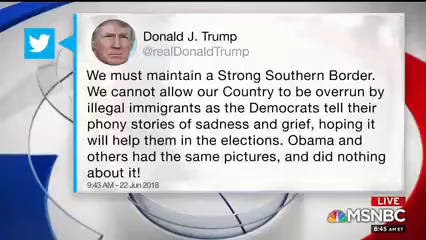 Donald J. Trump
@realDonaldTrump
We must maintain a Strong Southern Border.
We cannot allow our Country to be overrun by
illegal immigrants as the Democrats tell their
phony stories of sadness and grief, hoping it
will help them in the elections. Obama and
others had the same pictures, and did nothing
about it!
9:43 AM - 22 Jun 2018
LIVE
MSNBC
8:45 AM ET